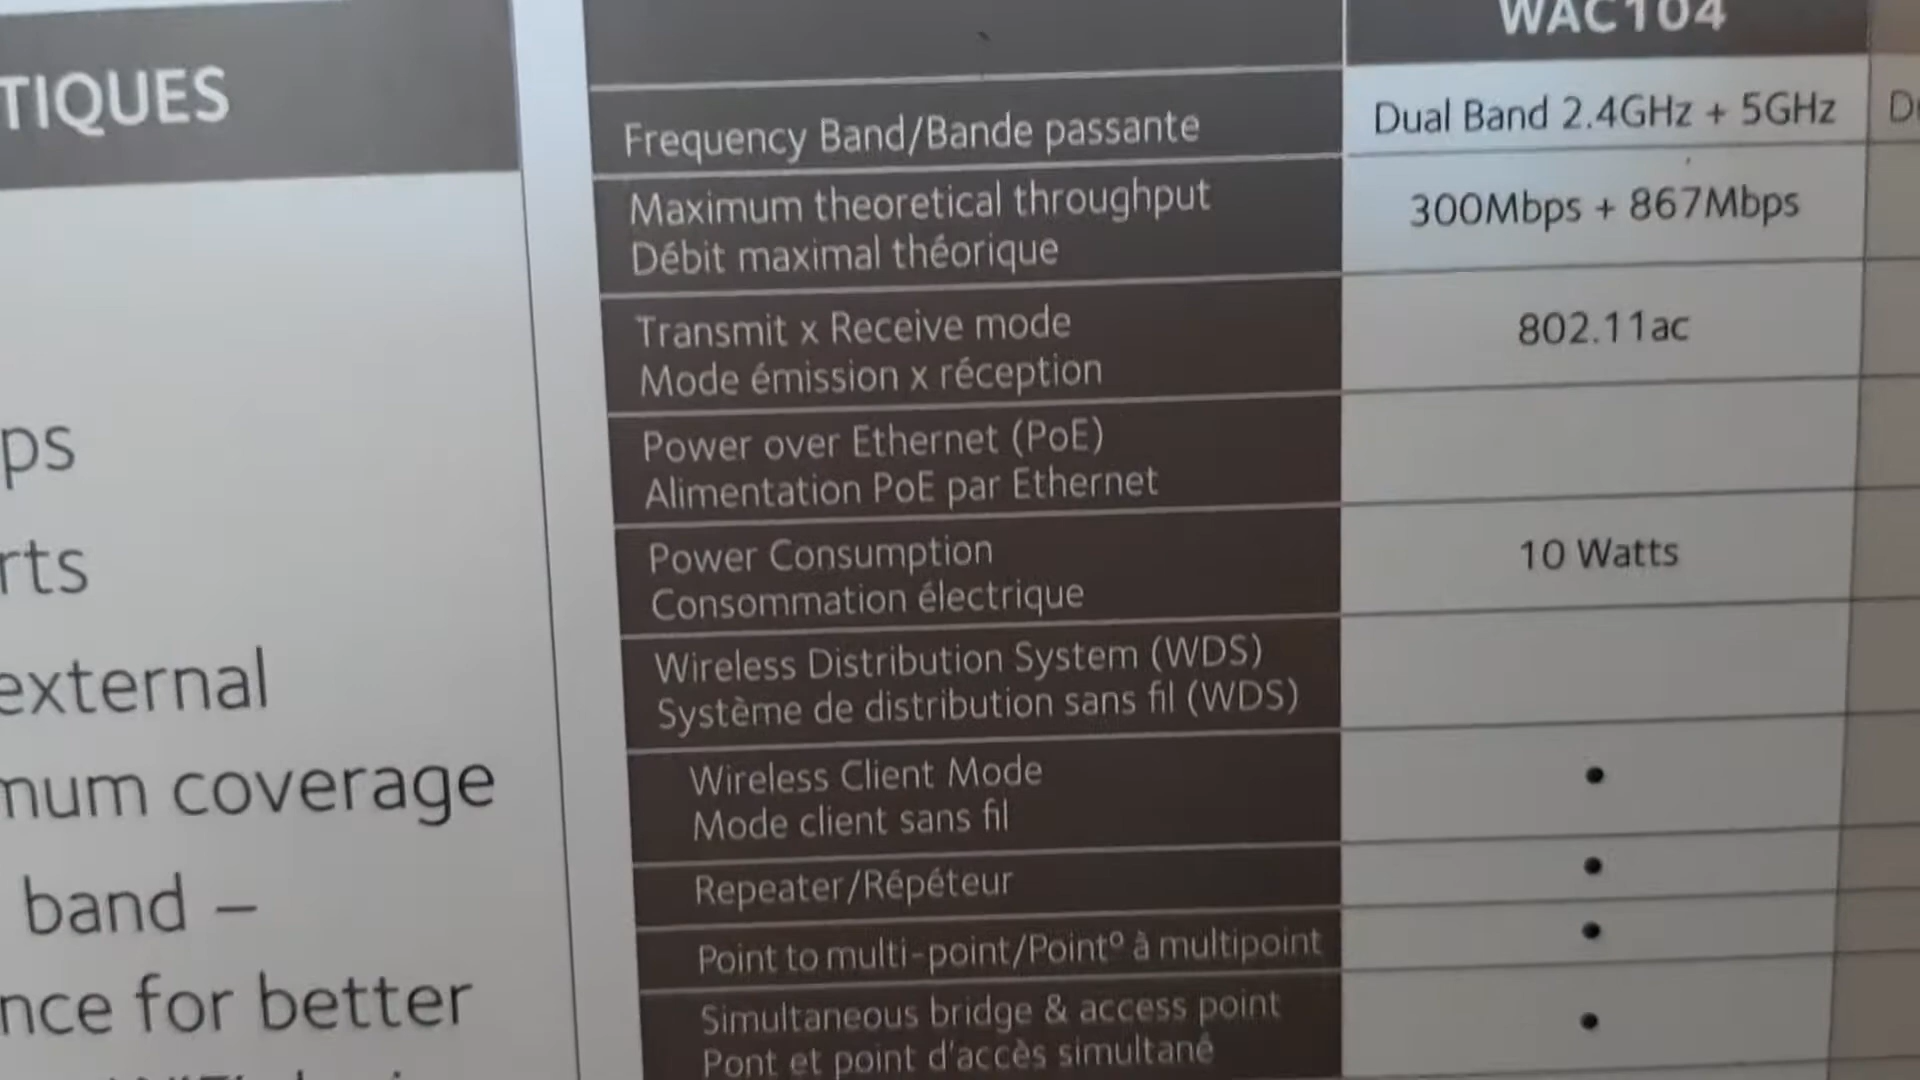 TIQUES
ps
rts
external
mum coverage
band –
nce for better
WAC104
Frequency Band/Bande passante
Dual Band 2.4GHz + 5GHz
Maximum theoretical throughput
Débit maximal théorique
300Mbps + 867Mbps
Transmit x Receive mode
Mode émission x réception
802.11ac
Power over Ethernet (PoE)
Alimentation PoE par Ethernet
Power Consumption
Consommation électrique
10 Watts
Wireless Distribution System (WDS)
Système de distribution sans fil (WDS)
Wireless Client Mode
Mode client sans fil
•
Repeater/Répéteur
•
Point to multi-point/Pointº à multipoint
•
Simultaneous bridge & access point
Pont et point d'accès simultané
•